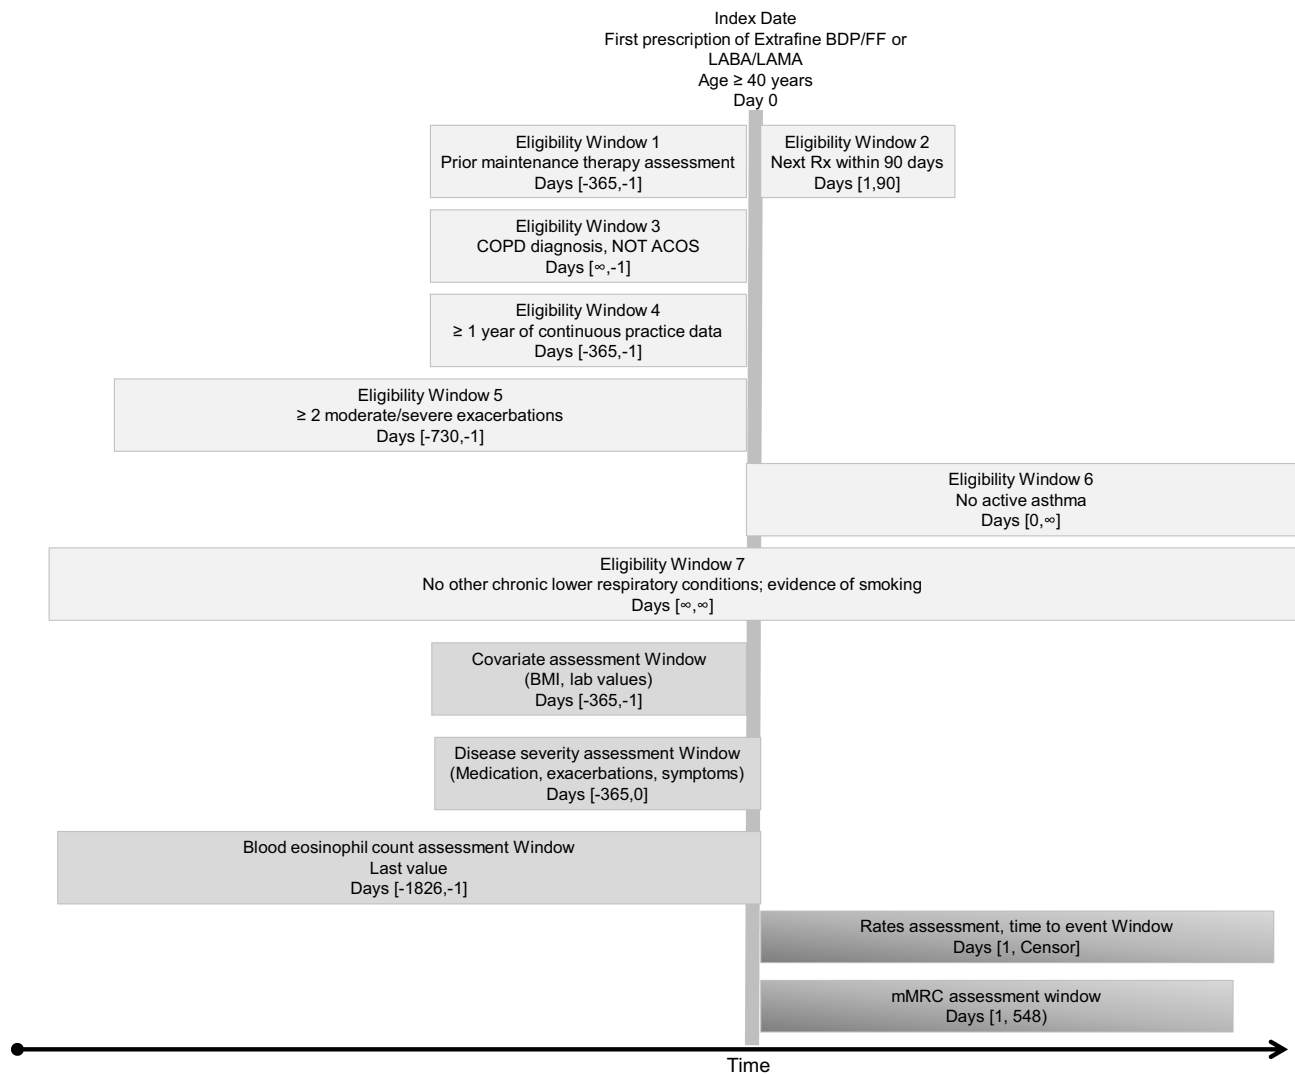 Index Date
First prescription of Extrafine BDP/FF or
LABA/LAMA
Age ≥ 40 years
Day 0
Eligibility Window 1
Prior maintenance therapy assessment
Days [-365,-1]
Eligibility Window 2
Next Rx within 90 days
Days [1,90]
Eligibility Window 3
COPD diagnosis, NOT ACOS
Days [∞,-1]
Eligibility Window 4
≥ 1 year of continuous practice data
Days [-365,-1]
Eligibility Window 5
≥ 2 moderate/severe exacerbations
Days [-730,-1]
Eligibility Window 6
No active asthma
Days [0,∞]
Eligibility Window 7
No other chronic lower respiratory conditions; evidence of smoking
Days [∞,∞]
Covariate assessment Window
(BMI, lab values)
Days [-365,-1]
Disease severity assessment Window
(Medication, exacerbations, symptoms)
Days [-365,0]
Blood eosinophil count assessment Window
Last value
Days [-1826,-1]
Rates assessment, time to event Window
Days [1, Censor]
mMRC assessment window
Days [1, 548)
Time